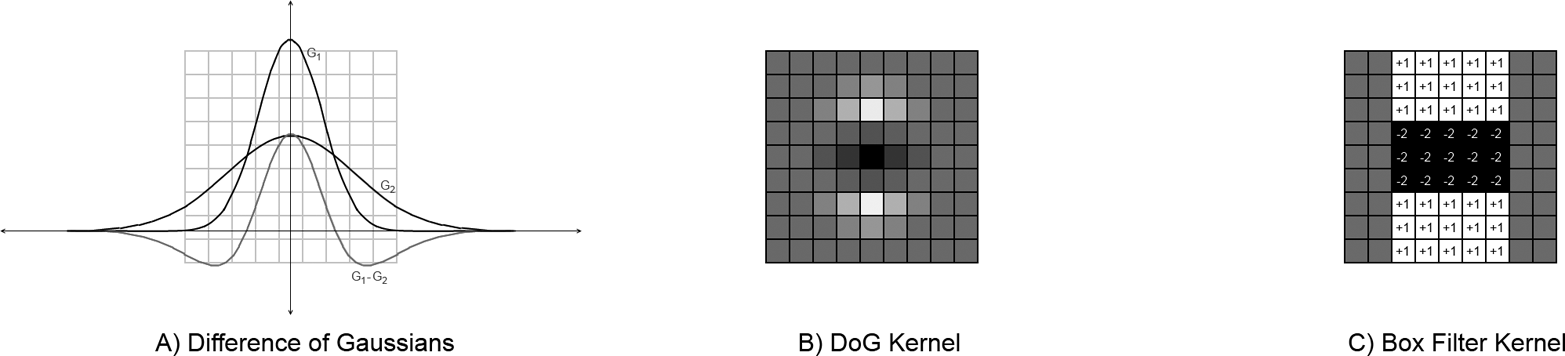 G1
G2
G1-G2
+1 +1 +1 +1 +1
+1 +1 +1 +1 +1
+1 +1 +1 +1 +1
-2 -2 -2 -2 -2
-2 -2 -2 -2 -2
-2 -2 -2 -2 -2
+1 +1 +1 +1 +1
+1 +1 +1 +1 +1
+1 +1 +1 +1 +1
A) Difference of Gaussians
B) DoG Kernel
C) Box Filter Kernel